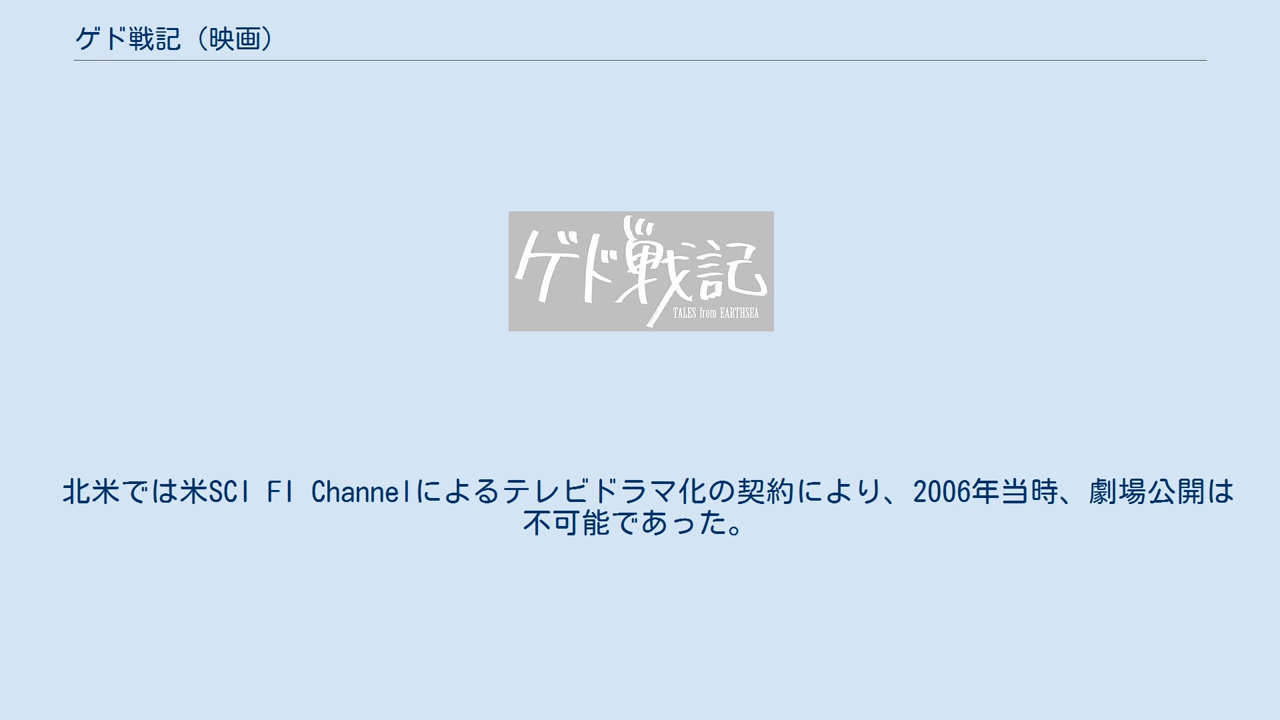 ゲド戦記（映画）
ゲド戦記
TALES from EARTHSEA
北米では米SCI FI Channelによるテレビドラマ化の契約により、2006年当時、劇場公開は
不可能であった。